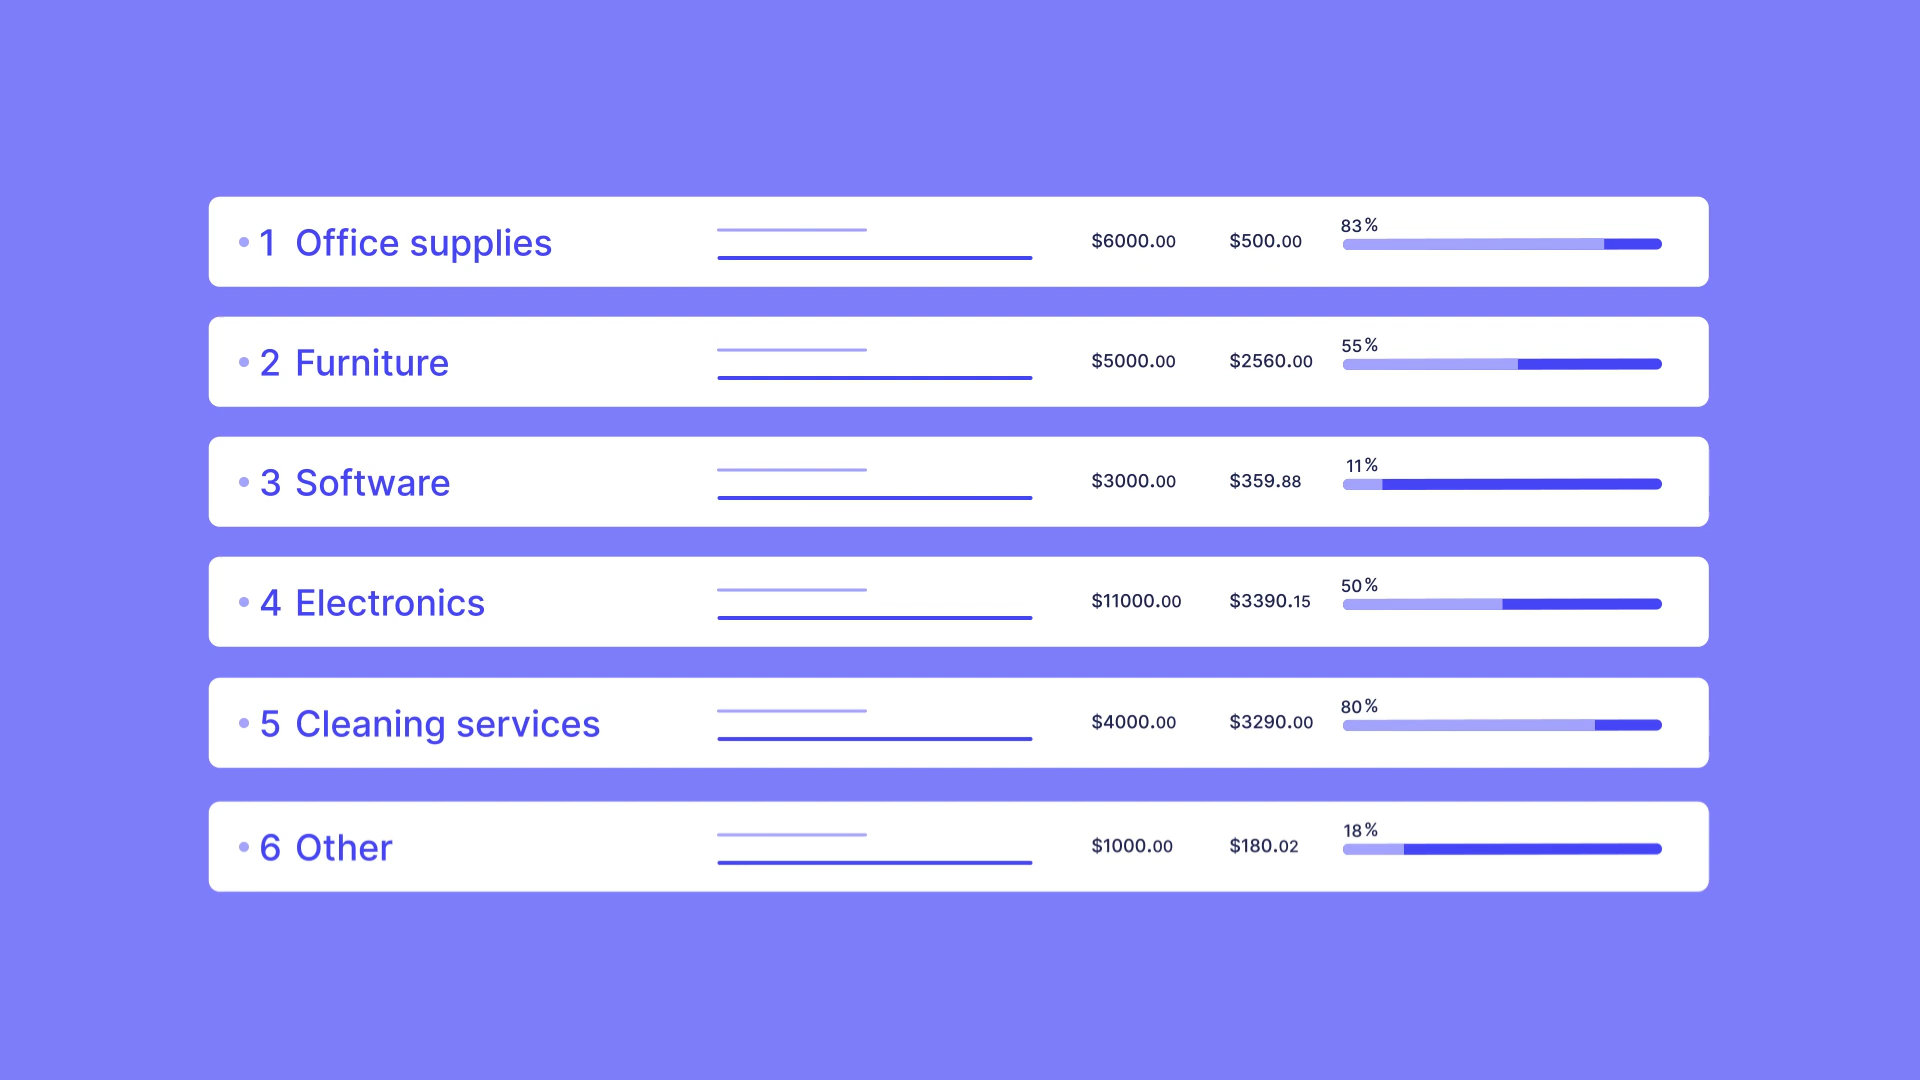 1 Office supplies $6000.00 $500.00 83%
2 Furniture $5000.00 $2560.00 55%
3 Software $3000.00 $359.88 11%
4 Electronics $11000.00 $3390.15 50%
5 Cleaning services $4000.00 $3290.00 80%
6 Other $1000.00 $180.02 18%